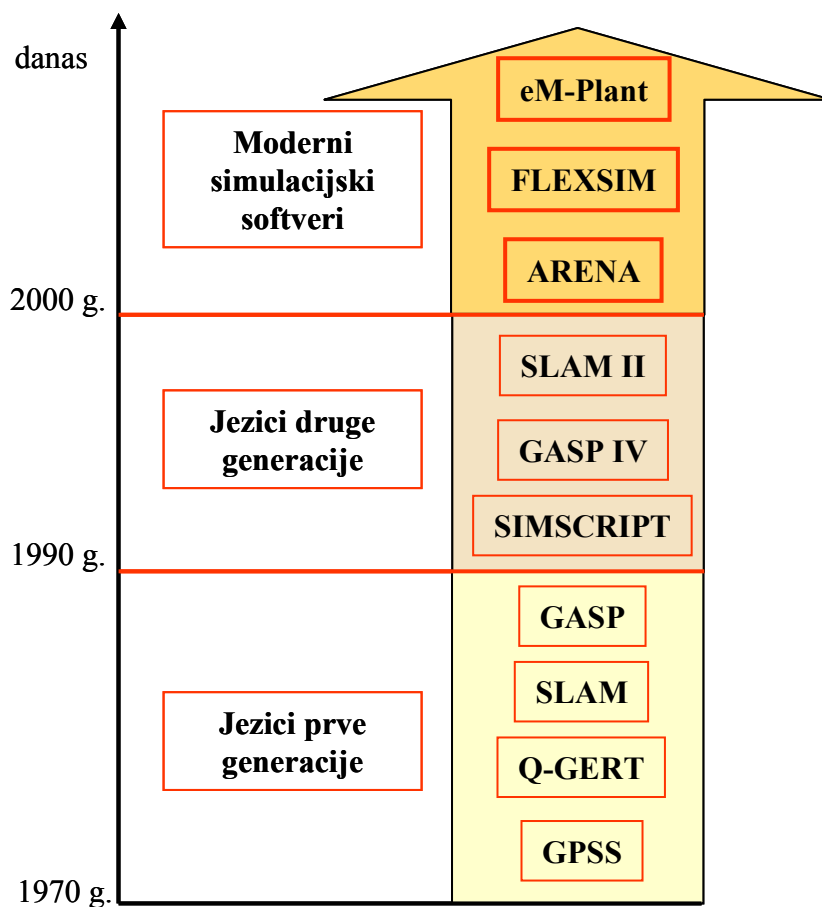 danas
eM-Plant
Moderni
simulacijski
softveri
FLEXSIM
ARENA
2000 g.
SLAM II
Jezici druge
generacije
GASP IV
SIMSCRIPT
1990 g.
GASP
SLAM
Jezici prve
generacije
Q-GERT
GPSS
1970 g.